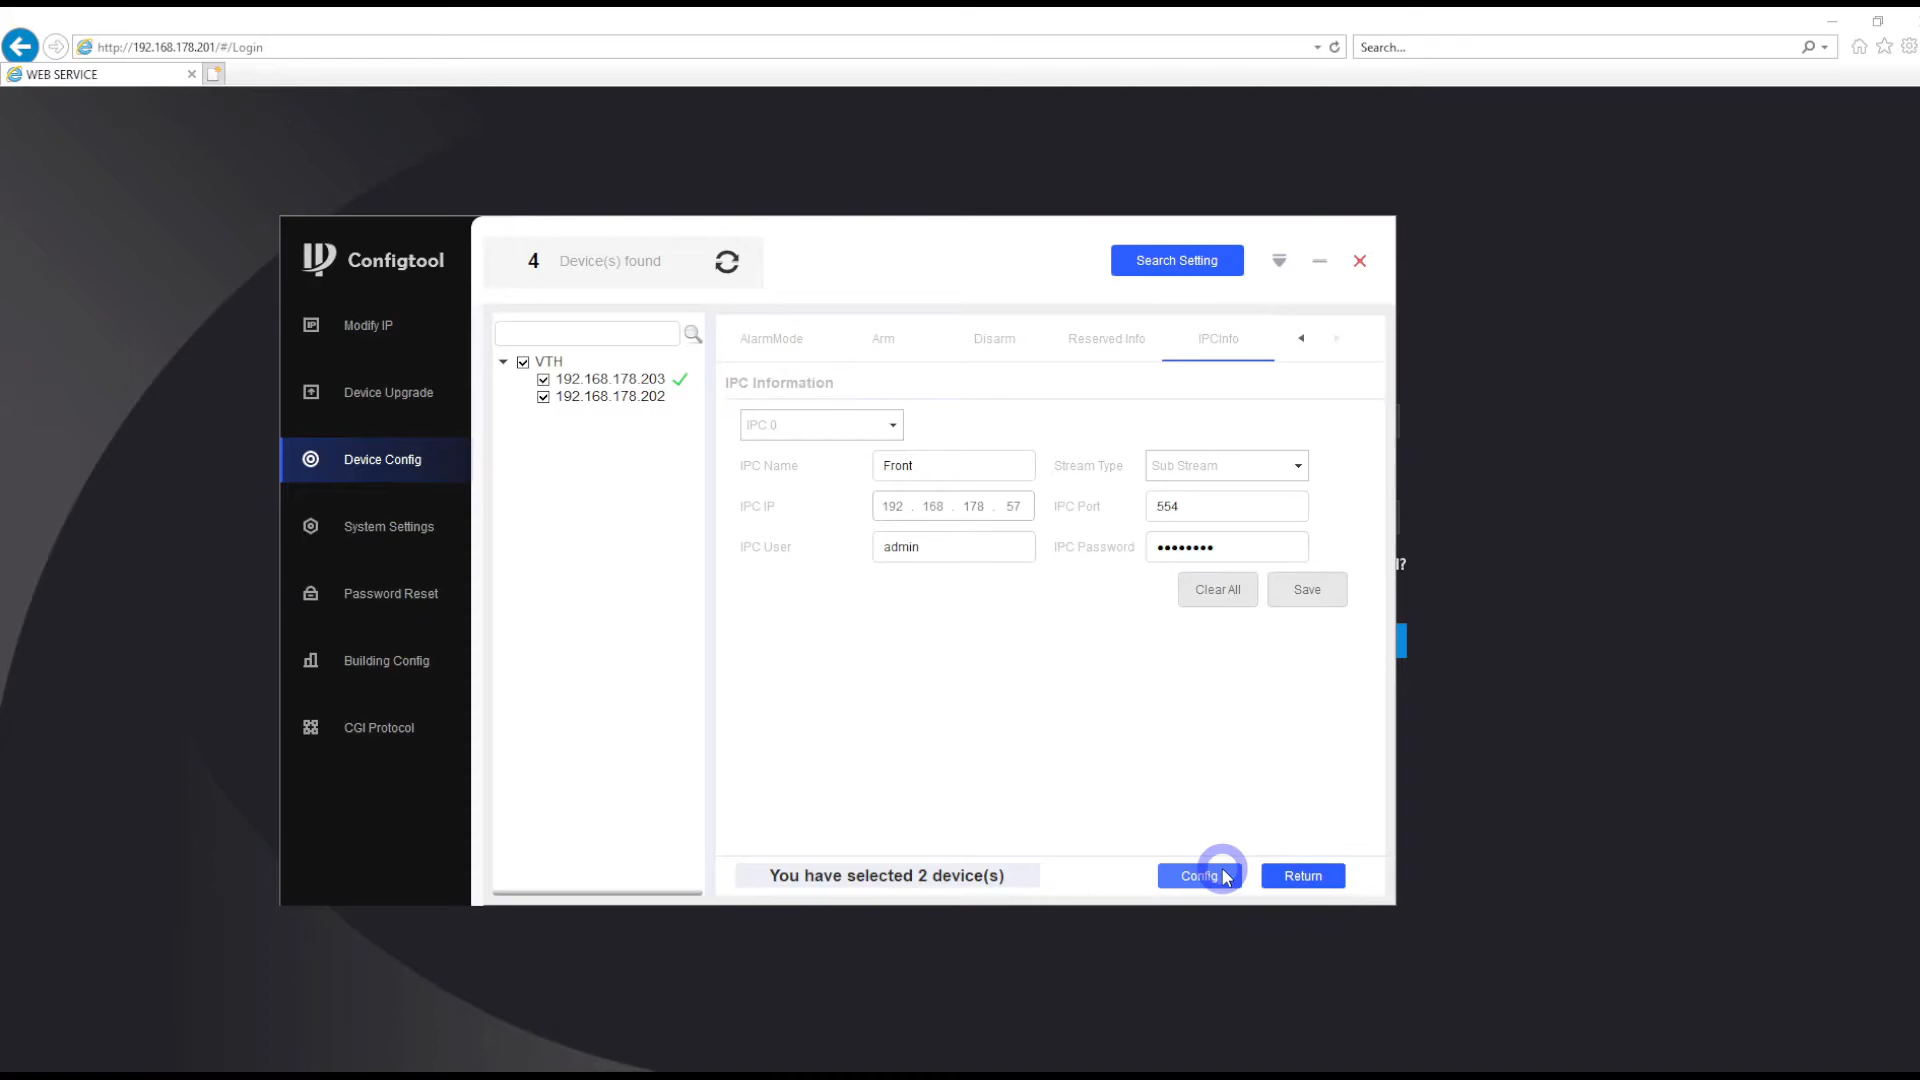 http://192.168.178.201/#/Login
Search...
WEB SERVICE
Configtool
4 Device(s) found
Search Setting
IP Modify IP
Device Upgrade
Device Config
System Settings
Password Reset
Building Config
CGI Protocol
VTH
192.168.178.203
192.168.178.202
AlarmMode Arm Disarm Reserved Info IPCInfo
IPC Information
IPC 0
IPC Name Front Stream Type Sub Stream
IPC IP 192 . 168 . 178 . 57 IPC Port 554
IPC User admin IPC Password ••••••••
Clear All Save
You have selected 2 device(s)
Config Return
l?